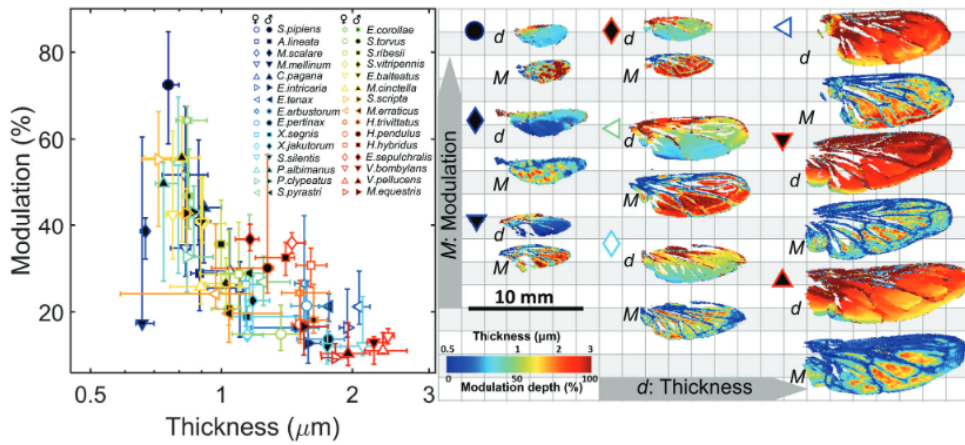 80
60
40
20
0.5
1
2
3
Modulation (%)
Thickness (μm)
♀ ♂
S.pipiens
A.lineata
M.scalare
M.mellinum
C.pagana
E.intricaria
E.tenax
E.arbustorum
E.pertinax
X.segnis
X.jakutorum
S.silentis
P.albimanus
P.clypeatus
S.pyrastri
♀ ♂
E.corollae
S.torvus
S.ribesii
S.vitripennis
E.balteatus
M.cinctella
S.scripta
M.erraticus
H.trivittatus
H.pendulus
H.hybridus
E.sepulchralis
V.bombylans
V.pellucens
M.equestris
M: Modulation
d
M
d
M
d
M
10 mm
Thickness (μm)
0.5 1 2 3
0 50 100
Modulation depth (%)
d
M
d
M
d
M
d: Thickness
d
M
d
M
d
M